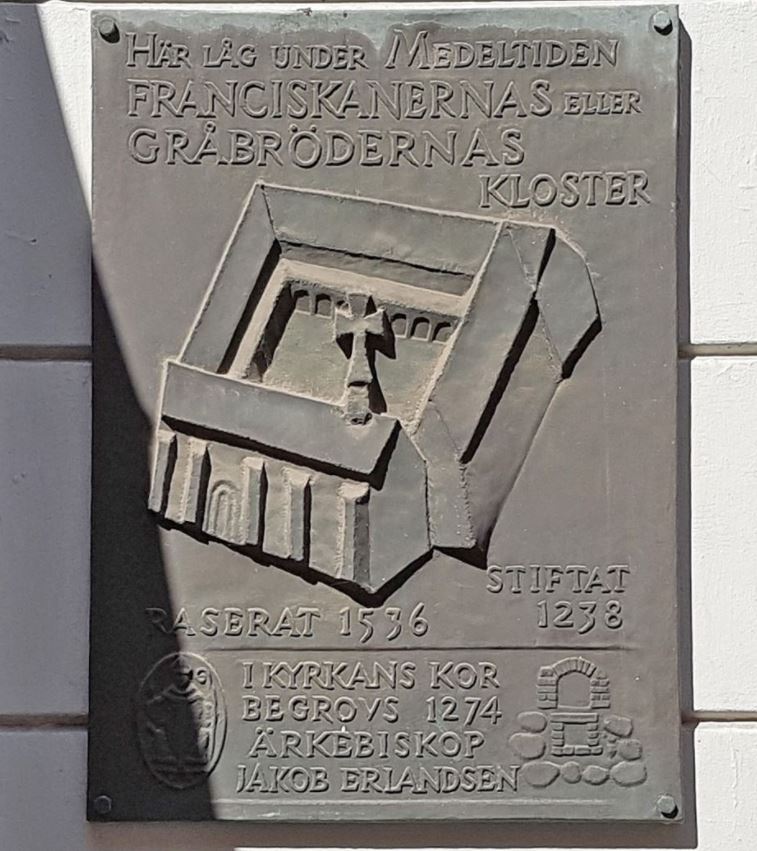 HÄR LÅG UNDER MEDELTIDEN
FRANCISKANERNAS ELLER
GRÅBRÖDERNAS
KLOSTER
STIFTAT
1238
RASERAT 1536
I KYRKANS KOR
BEGROVS 1274
ÄRKEBISKOP
JAKOB ERLANDSEN